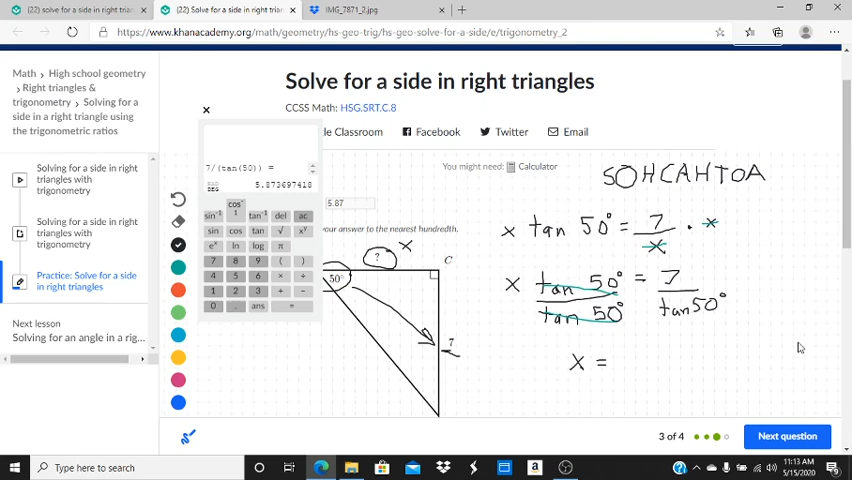 (22) solve for a side in right trian
(22) Solve for a side in right trian
IMG_7871_2.jpg
https://www.khanacademy.org/math/geometry/hs-geo-trig/hs-geo-solve-for-a-side/e/trigonometry_2
Math > High school geometry
> Right triangles &
trigonometry > Solving for a
side in a right triangle using
the trigonometric ratios
Solving for a side in right
triangles with
trigonometry
Solving for a side in right
triangles with
trigonometry
Practice: Solve for a side
in right triangles
Next lesson
Solving for an angle in a rig...
Solve for a side in right triangles
CCSS Math: HSG.SRT.C.8
le Classroom
Facebook
Twitter
Email
You might need: Calculator
7/(tan(50)) =
RAD
DEG
5.873697418
sin⁻¹ cos⁻¹ tan⁻¹ del ac
sin cos tan √ xʸ
eˣ ln log π
7 8 9 ( )
4 5 6 × ÷
1 2 3 + −
0 . ans =
5.87
your answer to the nearest hundredth.
? x
C
50°
7
SOHCAHTOA
x tan 50° = 7/x · x
x tan 50°/tan 50° = 7/tan 50°
x =
3 of 4
Next question
Type here to search
11:13 AM
5/15/2020